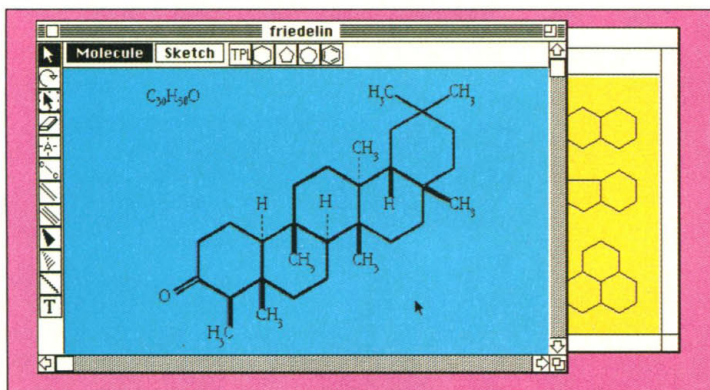 friedelin
Molecule Sketch TPL
A
T
C₃₀H₅₀O
H₃C CH₃
CH₃
H H H
CH₃
CH₃ CH₃
O
CH₃
H₃C